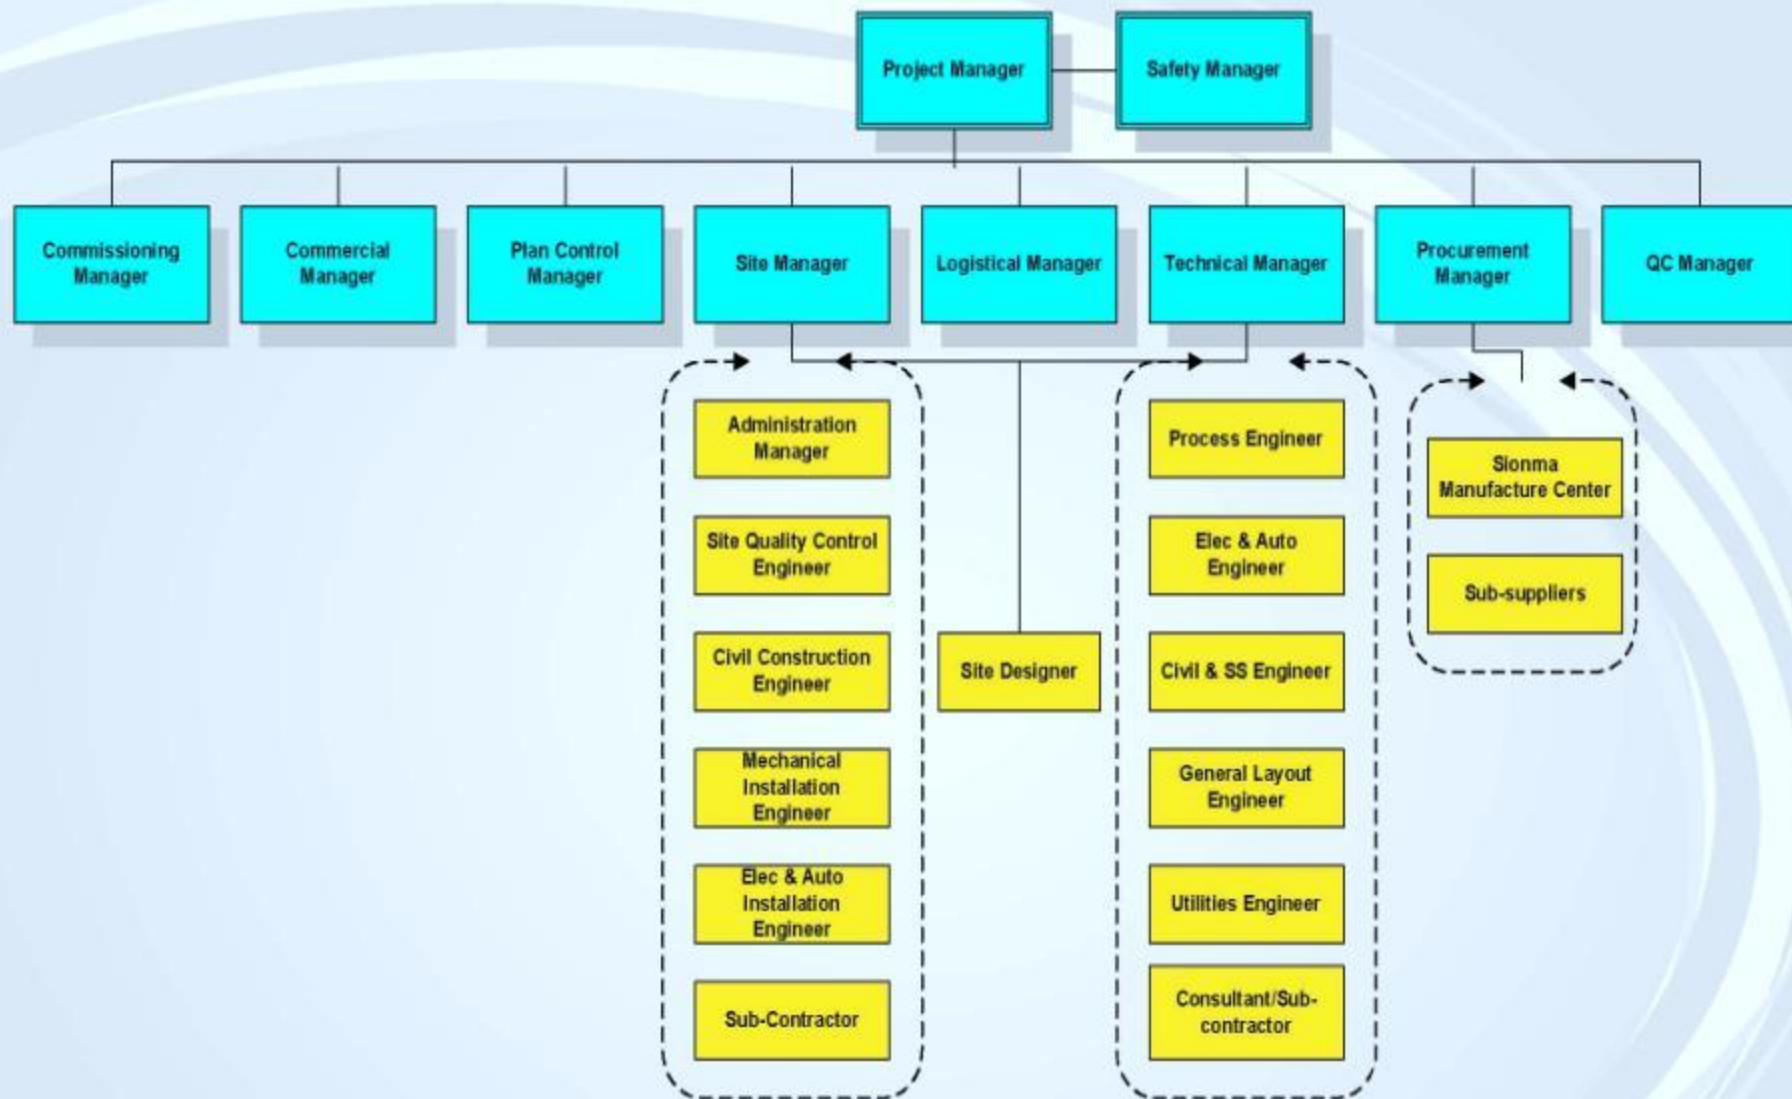 Project Manager
Safety Manager
Commissioning
Manager
Commercial
Manager
Plan Control
Manager
Site Manager
Logistical Manager
Technical Manager
Procurement
Manager
QC Manager
Administration
Manager
Site Quality Control
Engineer
Civil Construction
Engineer
Mechanical
Installation
Engineer
Elec & Auto
Installation
Engineer
Sub-Contractor
Site Designer
Process Engineer
Elec & Auto
Engineer
Civil & SS Engineer
General Layout
Engineer
Utilities Engineer
Consultant/Sub-
contractor
Sionma
Manufacture Center
Sub-suppliers